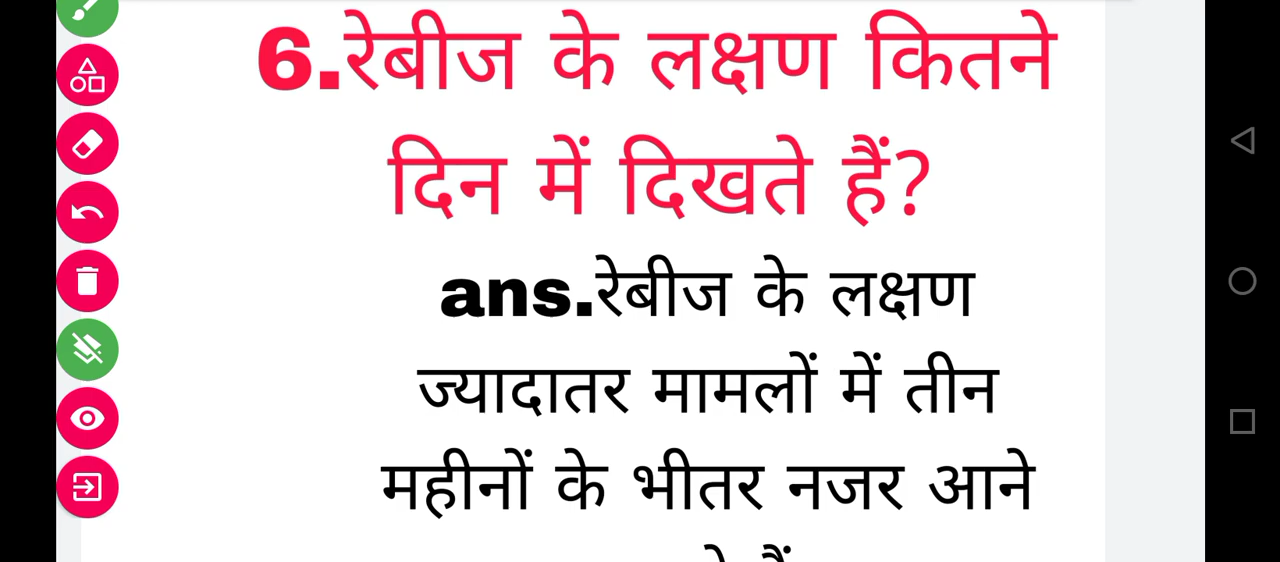 6.रेबीज के लक्षण कितने
दिन में दिखते हैं?
ans.रेबीज के लक्षण
ज्यादातर मामलों में तीन
महीनों के भीतर नजर आने